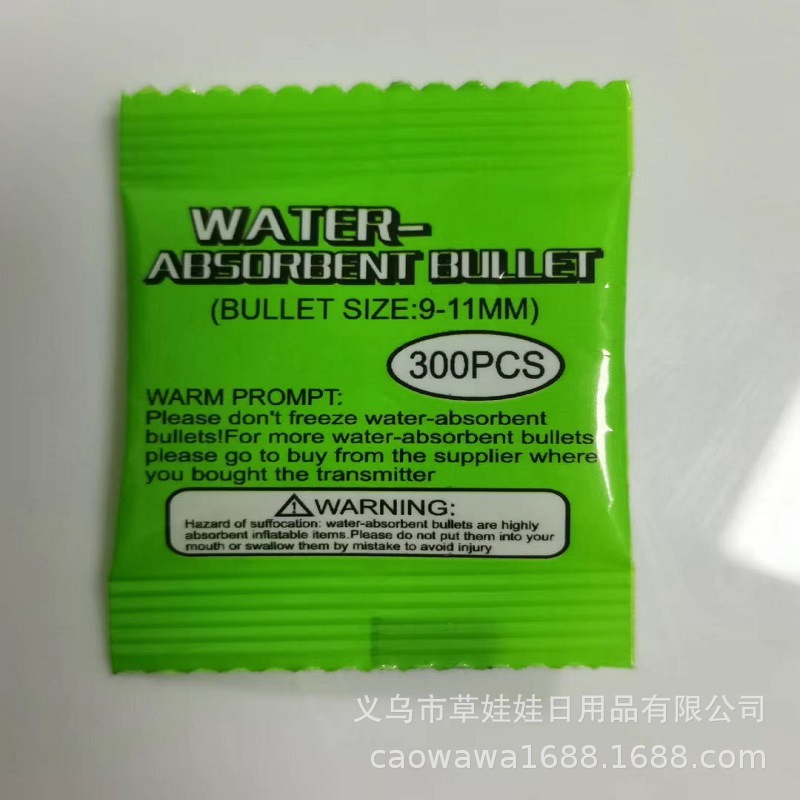 WATER-
ABSORBENT BULLET
(BULLET SIZE:9-11MM)
300PCS
WARM PROMPT:
Please don't freeze water-absorbent
bullets!For more water-absorbent bullets
please go to buy from the supplier where
you bought the transmitter
⚠WARNING:
Hazard of suffocation: water-absorbent bullets are highly
absorbent inflatable items.Please do not put them into your
mouth or swallow them by mistake to avoid injury
义乌市草娃娃日用品有限公司
caowawa1688.1688.com